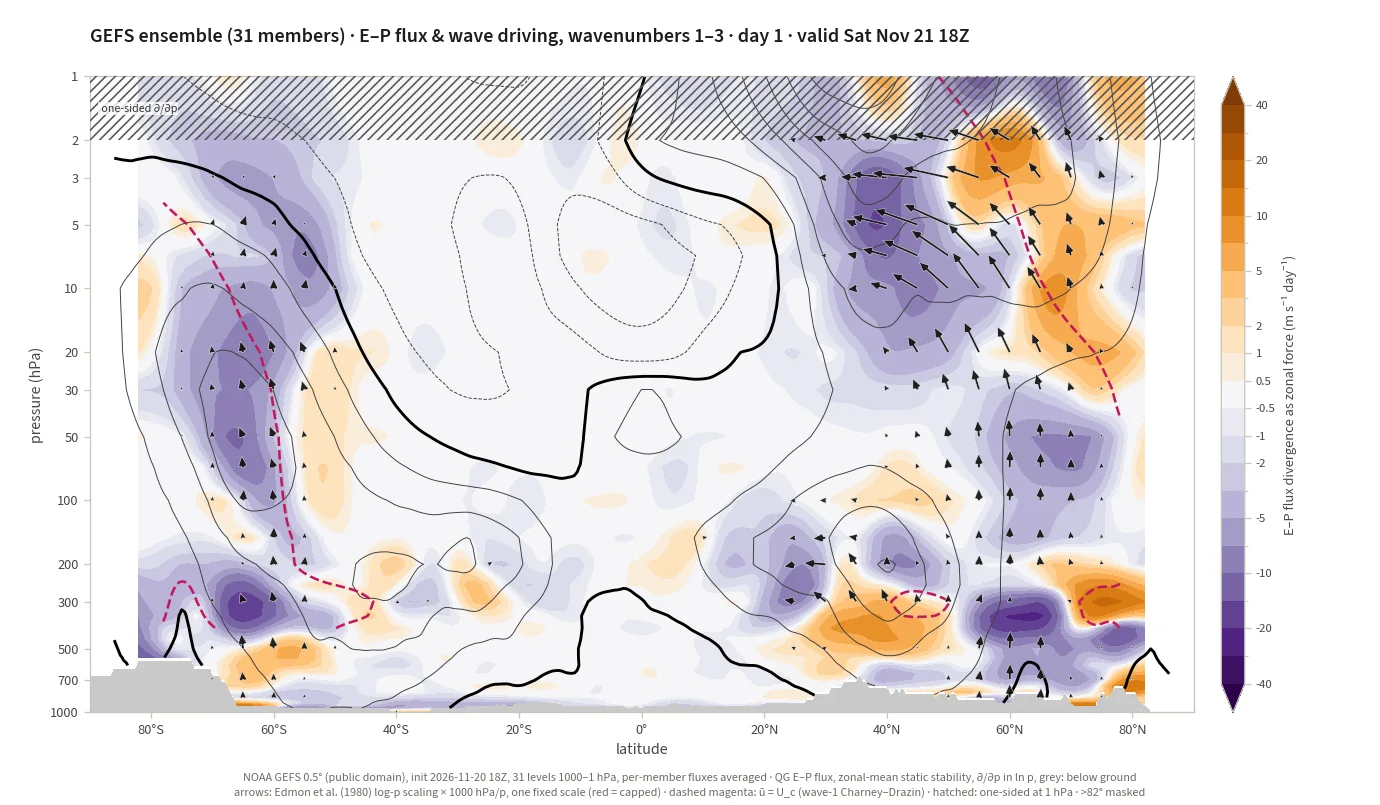 GEFS ensemble (31 members) · E–P flux & wave driving, wavenumbers 1–3 · day 1 · valid Sat Nov 21 18Z
one-sided ∂/∂p
pressure (hPa)
1
2
3
5
10
20
30
50
100
200
300
500
700
1000
80°S
60°S
40°S
20°S
0°
20°N
40°N
60°N
80°N
latitude
40
20
10
5
2
1
0.5
-0.5
-1
-2
-5
-10
-20
-40
E–P flux divergence as zonal force (m s⁻¹ day⁻¹)
NOAA GEFS 0.5° (public domain), init 2026-11-20 18Z, 31 levels 1000–1 hPa, per-member fluxes averaged · QG E–P flux, zonal-mean static stability, ∂/∂p in ln p, grey: below ground
arrows: Edmon et al. (1980) log-p scaling × 1000 hPa/p, one fixed scale (red = capped) · dashed magenta: ū = U_c (wave-1 Charney–Drazin) · hatched: one-sided at 1 hPa · >82° masked